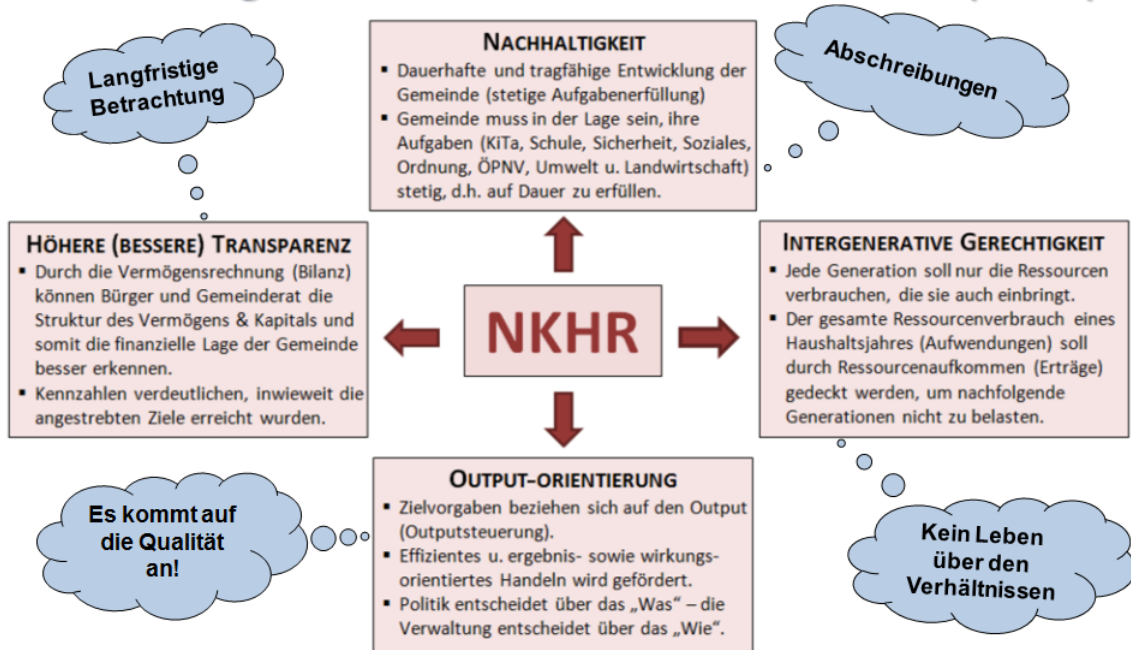 NACHHALTIGKEIT
▪ Dauerhafte und tragfähige Entwicklung der
Gemeinde (stetige Aufgabenerfüllung)
▪ Gemeinde muss in der Lage sein, ihre
Aufgaben (KiTa, Schule, Sicherheit, Soziales,
Ordnung, ÖPNV, Umwelt u. Landwirtschaft)
stetig, d.h. auf Dauer zu erfüllen.
Langfristige
Betrachtung
Abschreibungen
HÖHERE (BESSERE) TRANSPARENZ
▪ Durch die Vermögensrechnung (Bilanz)
können Bürger und Gemeinderat die
Struktur des Vermögens & Kapitals und
somit die finanzielle Lage der Gemeinde
besser erkennen.
▪ Kennzahlen verdeutlichen, inwieweit die
angestrebten Ziele erreicht wurden.
NKHR
INTERGENERATIVE GERECHTIGKEIT
▪ Jede Generation soll nur die Ressourcen
verbrauchen, die sie auch einbringt.
▪ Der gesamte Ressourcenverbrauch eines
Haushaltsjahres (Aufwendungen) soll
durch Ressourcenaufkommen (Erträge)
gedeckt werden, um nachfolgende
Generationen nicht zu belasten.
OUTPUT-ORIENTIERUNG
▪ Zielvorgaben beziehen sich auf den Output
(Outputsteuerung).
▪ Effizientes u. ergebnis- sowie wirkungs-
orientiertes Handeln wird gefördert.
▪ Politik entscheidet über das „Was“ – die
Verwaltung entscheidet über das „Wie“.
Es kommt auf
die Qualität
an!
Kein Leben
über den
Verhältnissen